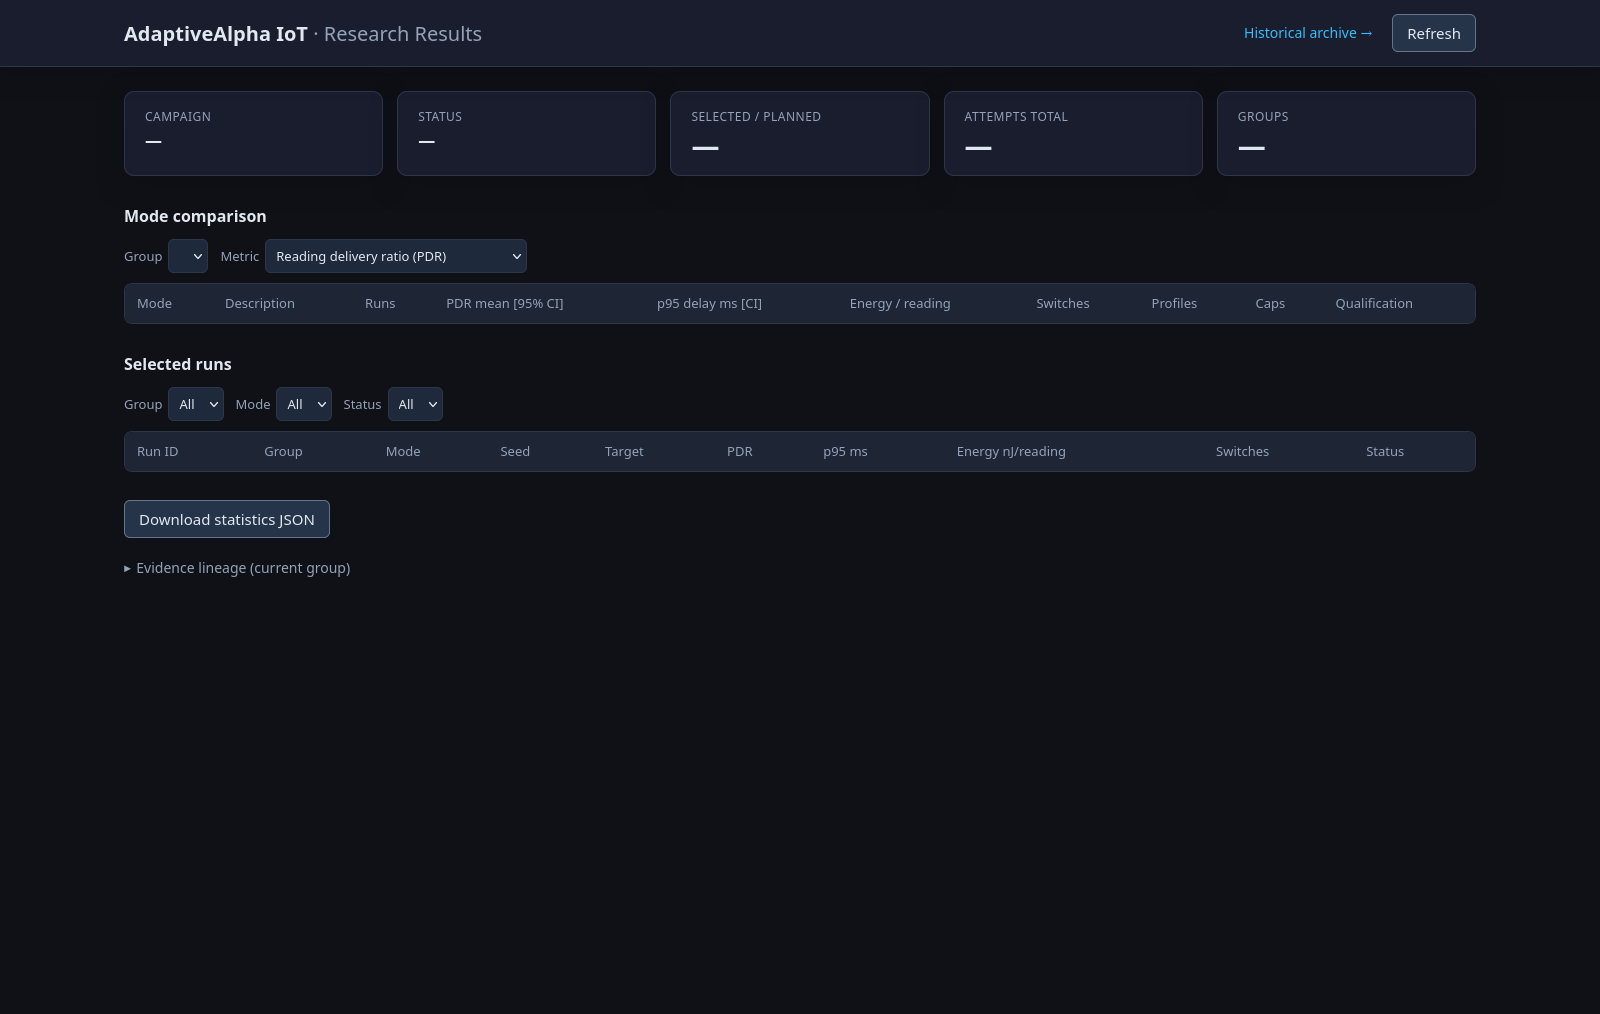 AdaptiveAlpha IoT · Research Results
Historical archive →
Refresh
CAMPAIGN
—
STATUS
—
SELECTED / PLANNED
—
ATTEMPTS TOTAL
—
GROUPS
—
Mode comparison
Group
Metric Reading delivery ratio (PDR)
Mode Description Runs PDR mean [95% CI] p95 delay ms [CI] Energy / reading Switches Profiles Caps Qualification
Selected runs
Group All Mode All Status All
Run ID Group Mode Seed Target PDR p95 ms Energy nJ/reading Switches Status
Download statistics JSON
▸ Evidence lineage (current group)